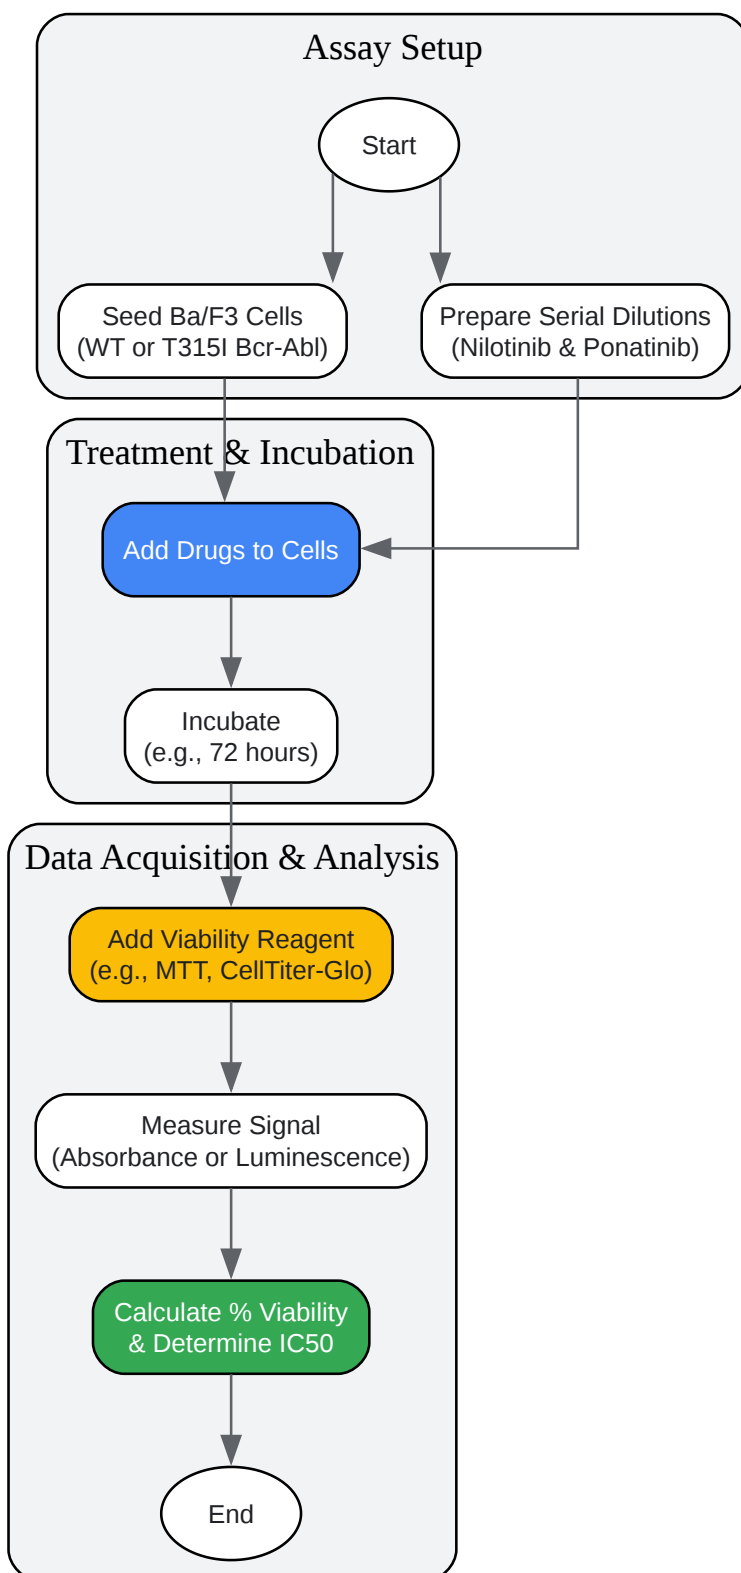 Assay Setup
Start
Seed Ba/F3 Cells
(WT or T315I Bcr-Abl)
Prepare Serial Dilutions
(Nilotinib & Ponatinib)
Treatment & Incubation
Add Drugs to Cells
Incubate
(e.g., 72 hours)
Data Acquisition & Analysis
Add Viability Reagent
(e.g., MTT, CellTiter-Glo)
Measure Signal
(Absorbance or Luminescence)
Calculate % Viability
& Determine IC50
End